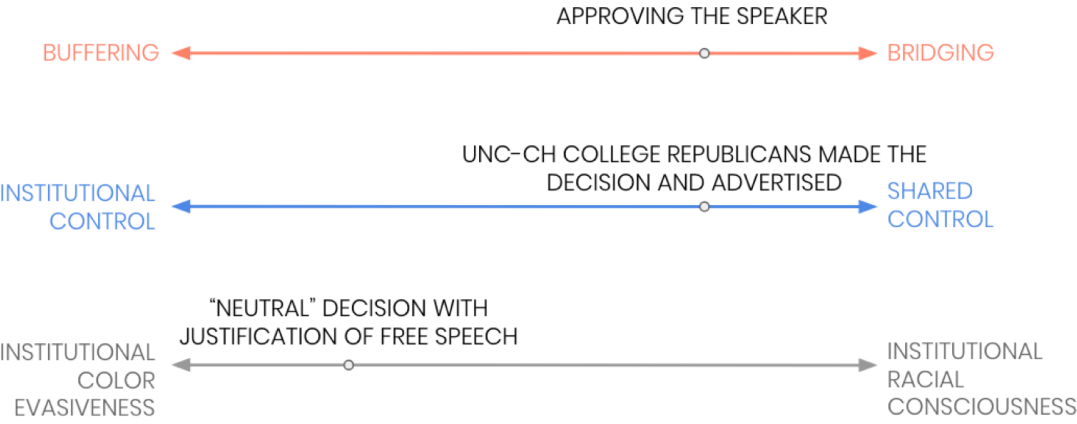 APPROVING THE SPEAKER
BUFFERING
BRIDGING
UNC-CH COLLEGE REPUBLICANS MADE THE
DECISION AND ADVERTISED
INSTITUTIONAL
CONTROL
SHARED
CONTROL
“NEUTRAL” DECISION WITH
JUSTIFICATION OF FREE SPEECH
INSTITUTIONAL
COLOR
EVASIVENESS
INSTITUTIONAL
RACIAL
CONSCIOUSNESS